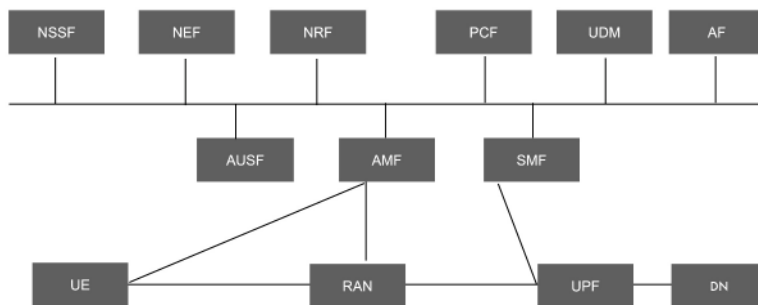 NSSF
NEF
NRF
PCF
UDM
AF
AUSF
AMF
SMF
UE
RAN
UPF
DN